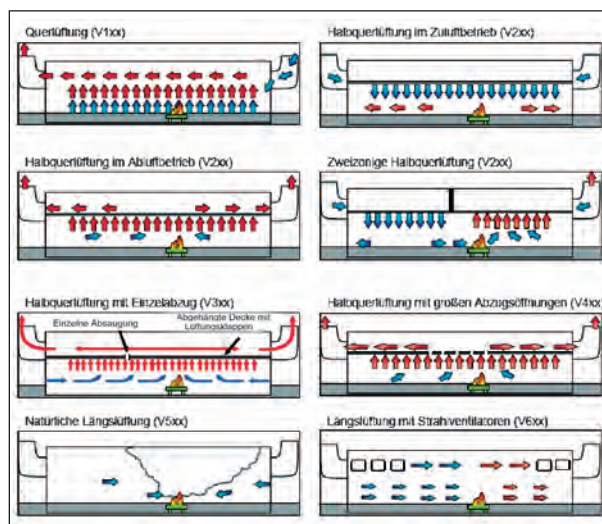 Querlüftung (V1xx)
Halbquerlüftung im Zuluftbetrieb (V2xx)
Halbquerlüftung im Abluftbetrieb (V2xx)
Zweizonige Halbquerlüftung (V2xx)
Halbquerlüftung mit Einzelabzug (V3xx)
Einzelne Absaugung
Abgehängte Decke mit
Lüftungsklappen
Halbquerlüftung mit großen Abzugsöffnungen (V4xx)
Natürliche Längslüftung (V5xx)
Längslüftung mit Strahlventilatoren (V6xx)